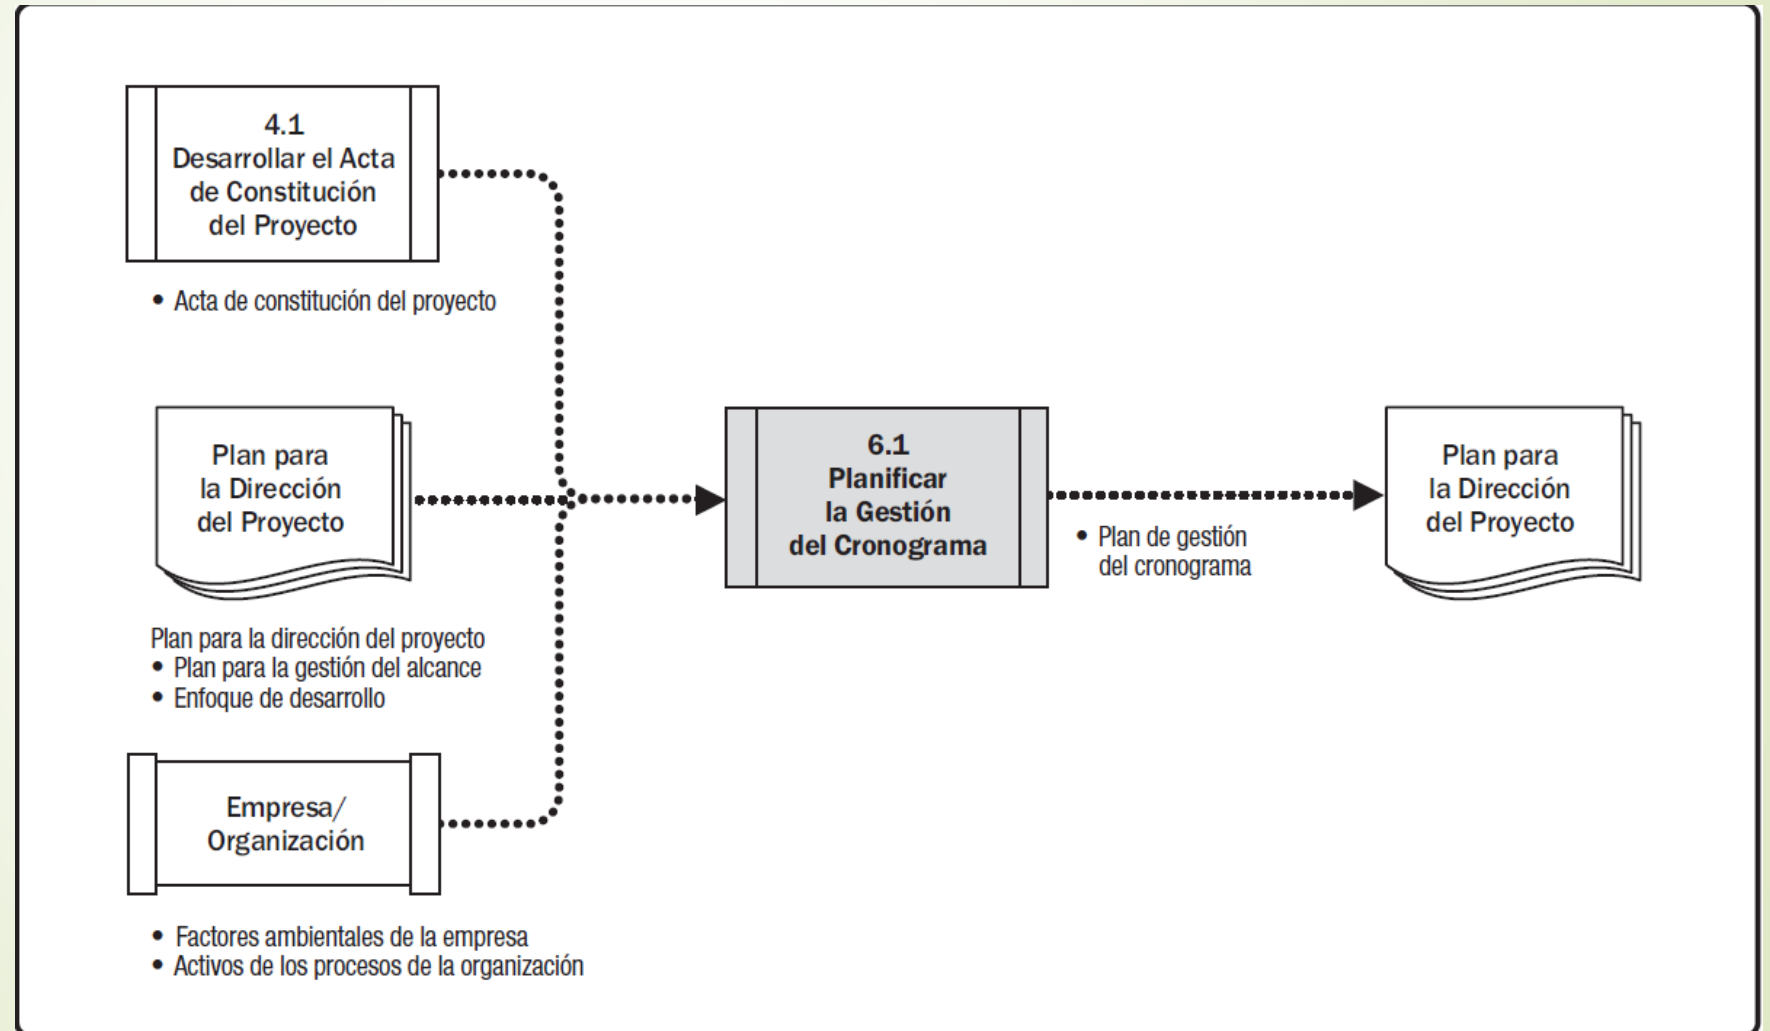 4.1
Desarrollar el Acta
de Constitución
del Proyecto
• Acta de constitución del proyecto
Plan para
la Dirección
del Proyecto
Plan para la dirección del proyecto
• Plan para la gestión del alcance
• Enfoque de desarrollo
Empresa/
Organización
• Factores ambientales de la empresa
• Activos de los procesos de la organización
6.1
Planificar
la Gestión
del Cronograma
• Plan de gestión
del cronograma
Plan para
la Dirección
del Proyecto